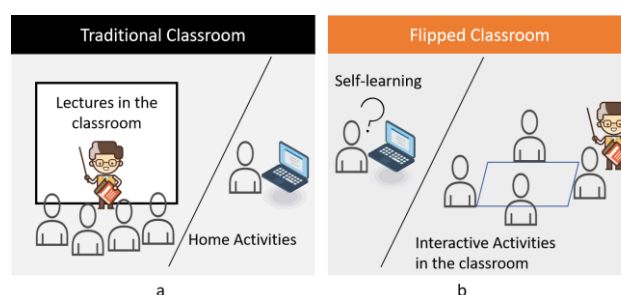 Traditional Classroom
Lectures in the
classroom
Home Activities
a
Flipped Classroom
Self-learning
?
Interactive Activities
in the classroom
b